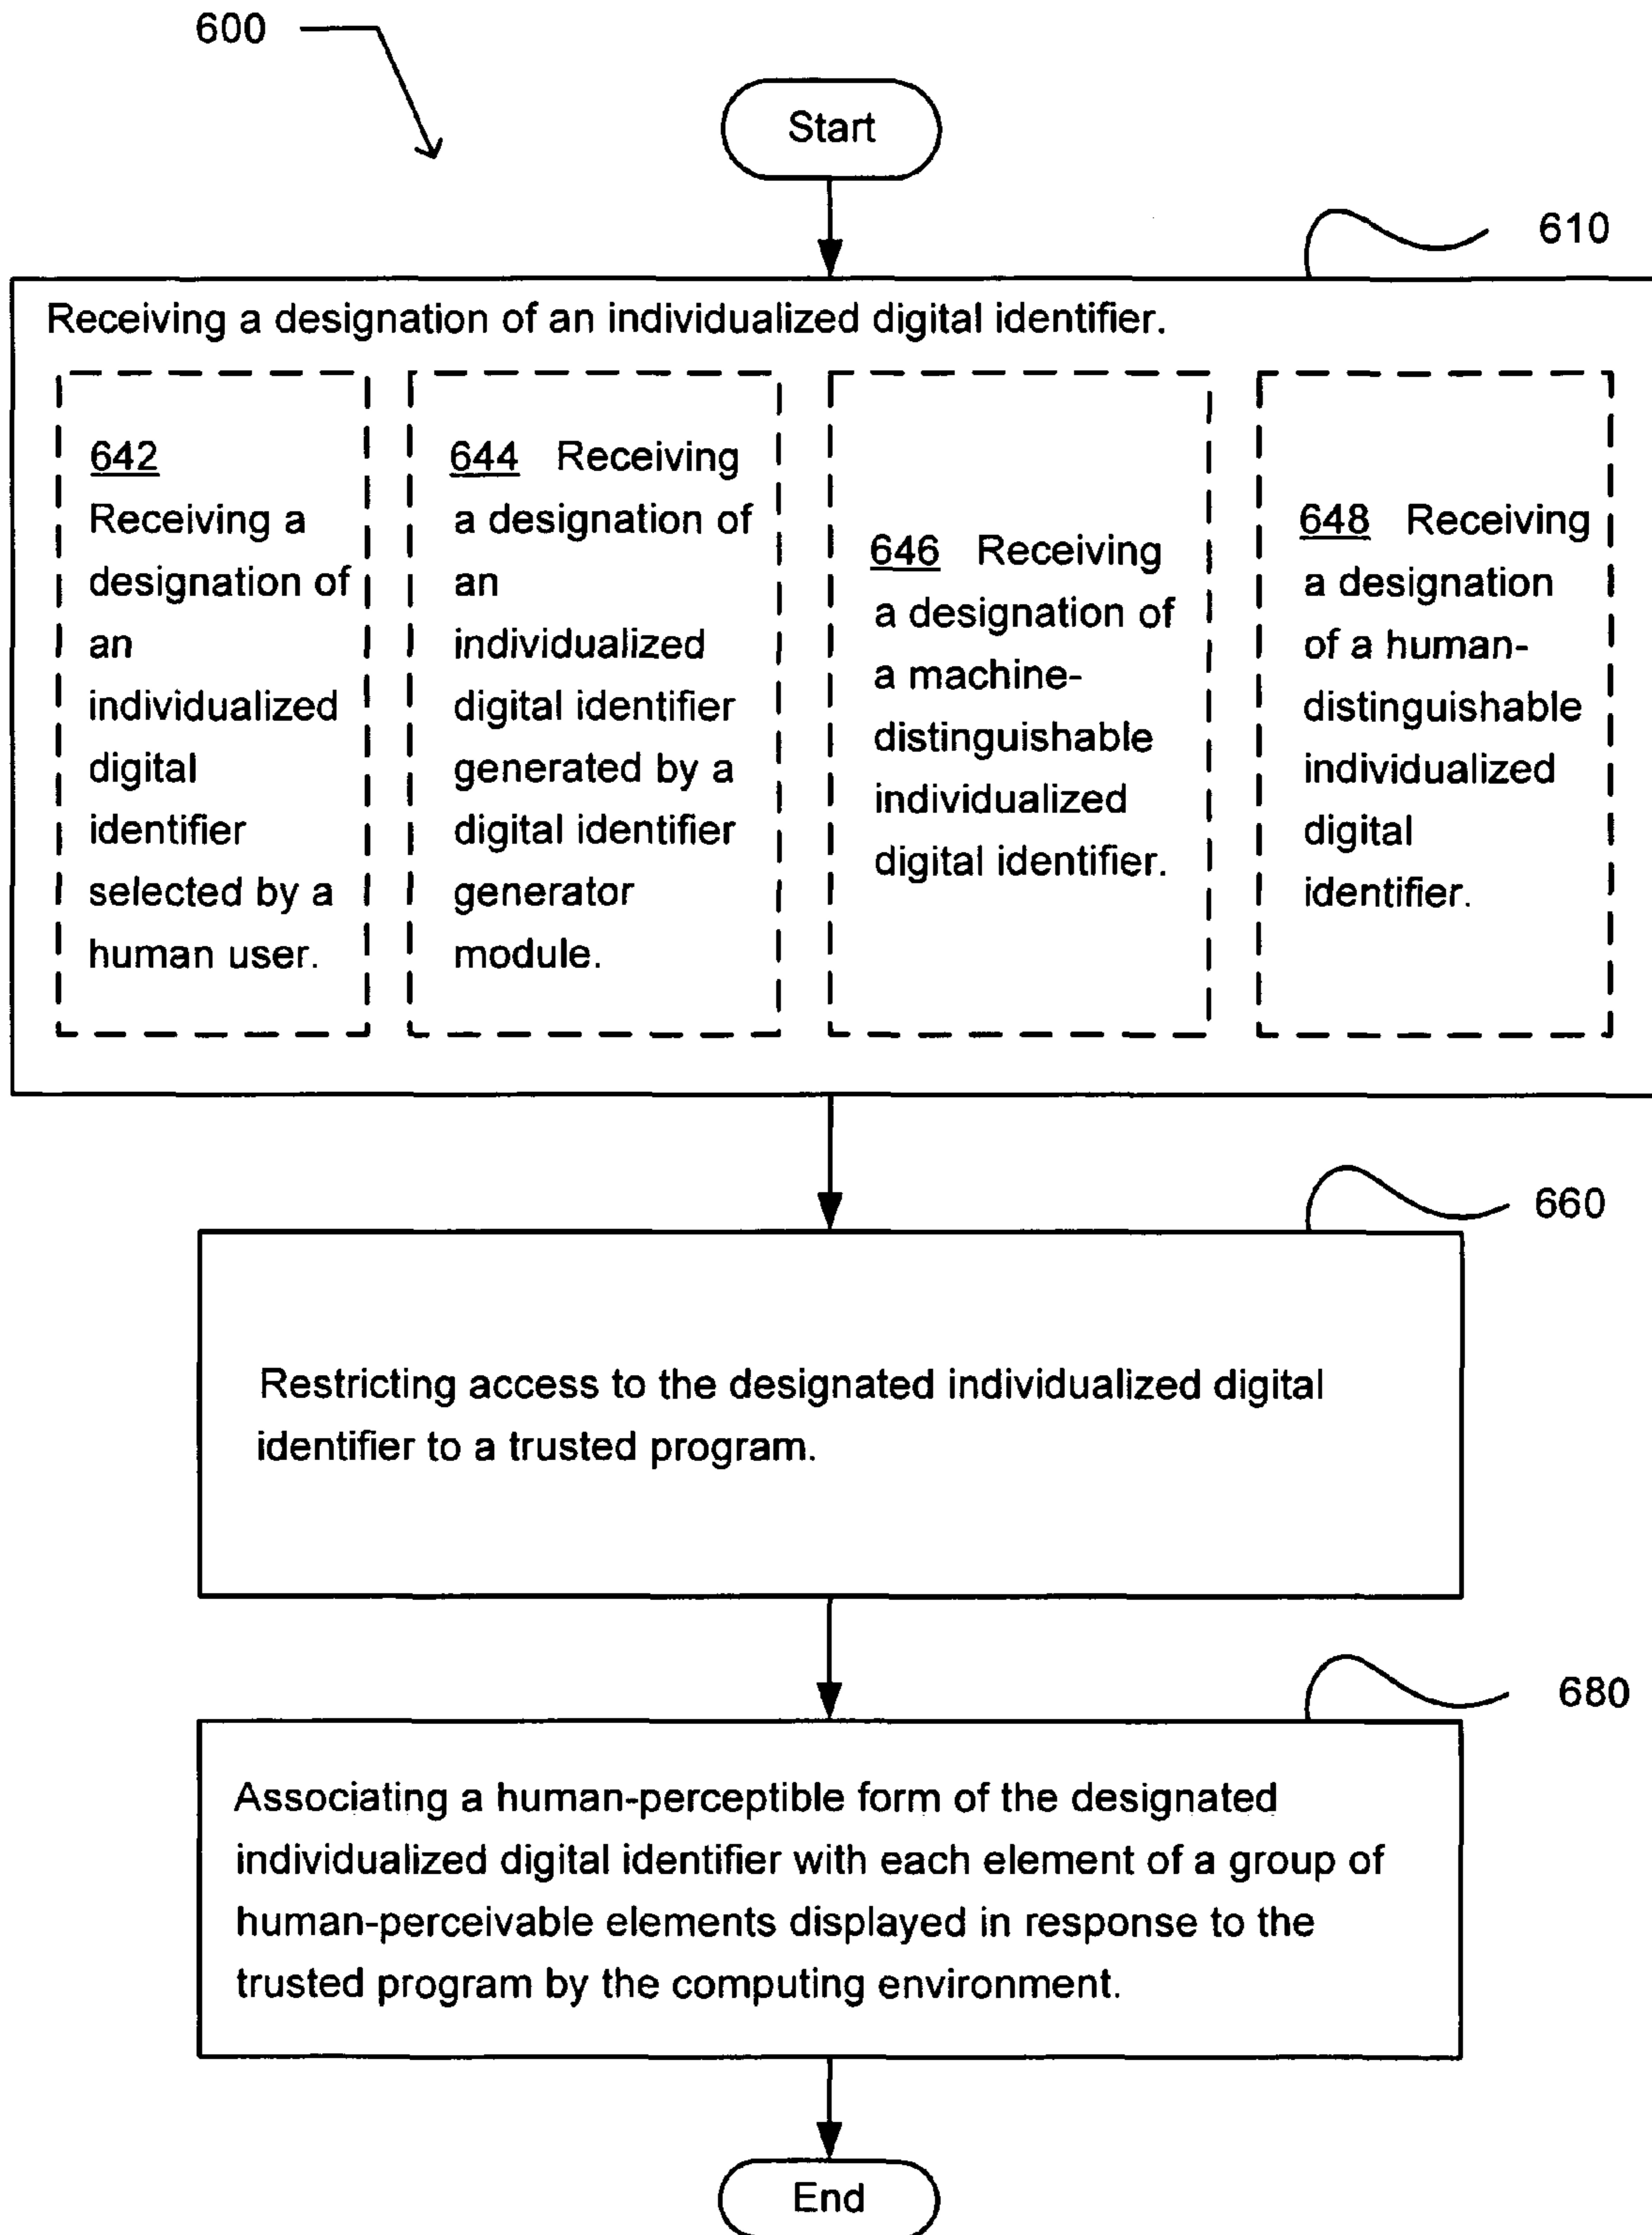 600
Start
610
Receiving a designation of an individualized digital identifier.
642
Receiving a
designation of
an
individualized
digital
identifier
selected by a
human user.
644 Receiving
a designation of
an
individualized
digital identifier
generated by a
digital identifier
generator
module.
646 Receiving
a designation of
a machine-
distinguishable
individualized
digital identifier.
648 Receiving
a designation
of a human-
distinguishable
individualized
digital
identifier.
660
Restricting access to the designated individualized digital
identifier to a trusted program.
680
Associating a human-perceptible form of the designated
individualized digital identifier with each element of a group of
human-perceivable elements displayed in response to the
trusted program by the computing environment.
End